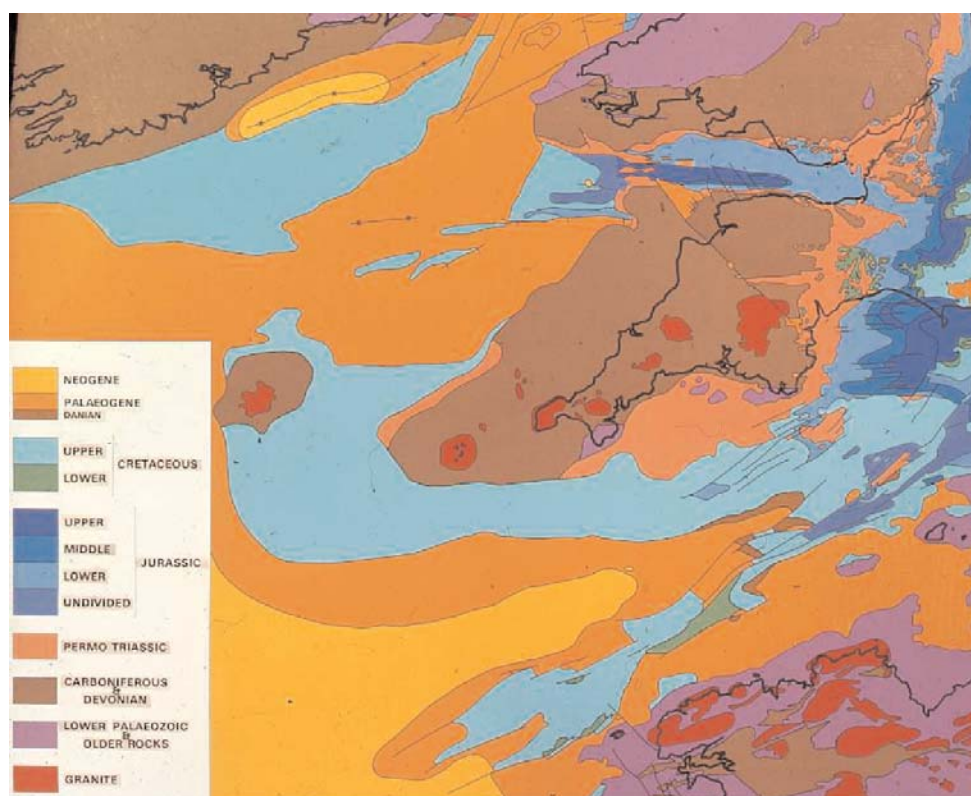 NEOGENE
PALAEOGENE
DANIAN
UPPER
CRETACEOUS
LOWER
UPPER
MIDDLE
JURASSIC
LOWER
UNDIVIDED
PERMO TRIASSIC
CARBONIFEROUS
&
DEVONIAN
LOWER PALAEOZOIC
&
OLDER ROCKS
GRANITE